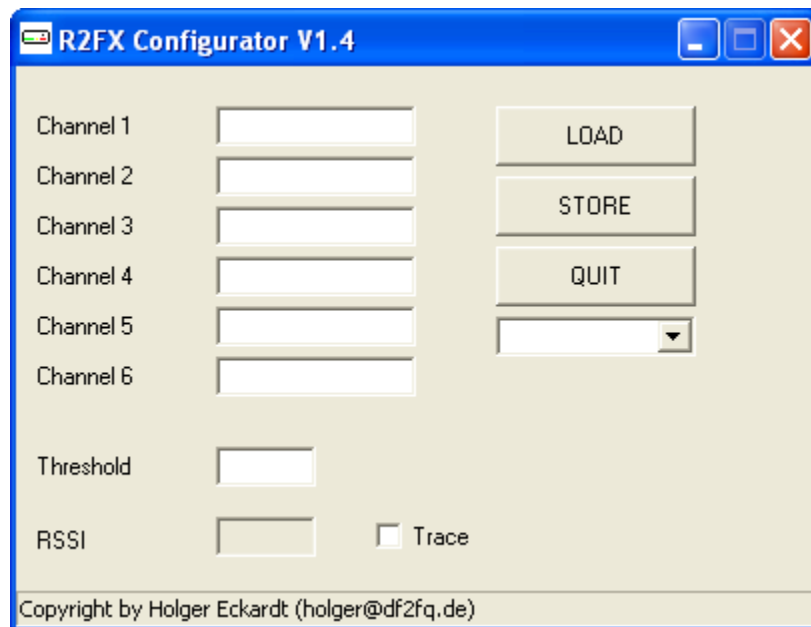 R2FX Configurator V1.4
Channel 1
LOAD
Channel 2
STORE
Channel 3
Channel 4
QUIT
Channel 5
Channel 6
Threshold
RSSI
Trace
Copyright by Holger Eckardt (holger@df2fq.de)